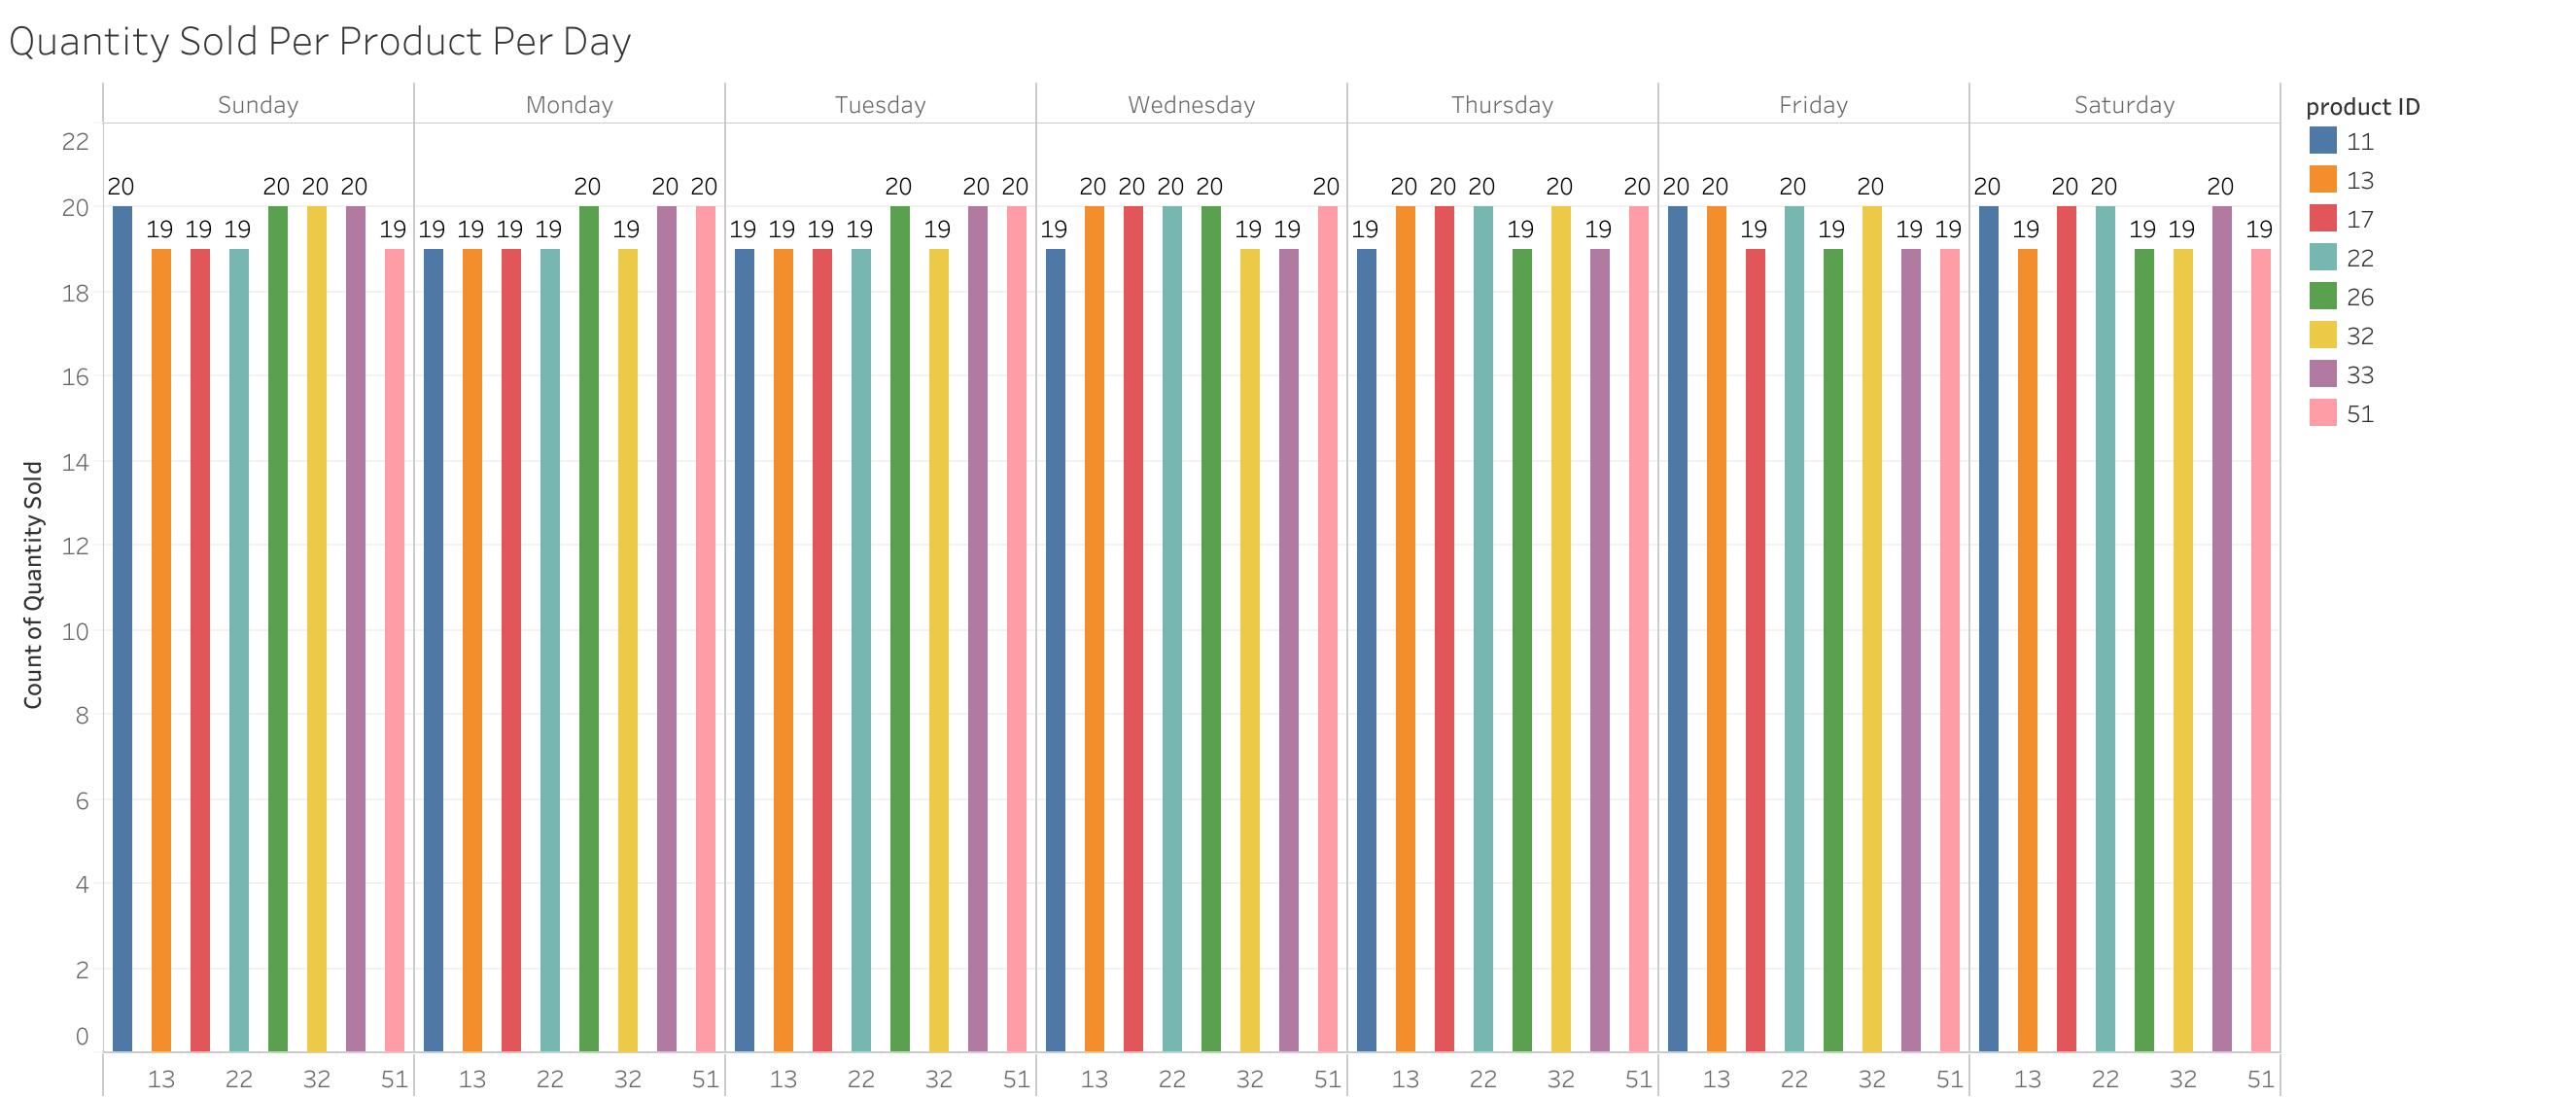 Quantity Sold Per Product Per Day
Sunday Monday Tuesday Wednesday Thursday Friday Saturday
product ID
11
13
17
22
26
32
33
51
Count of Quantity Sold
22
20
18
16
14
12
10
8
6
4
2
0
20 19 19 19 20 20 20 19
19 19 19 19 20 19 20 20
19 19 19 19 20 19 20 20
19 20 20 20 20 19 19 20
19 20 20 20 19 20 19 20
20 20 19 20 19 20 19 19
20 19 20 20 19 19 20 19
13 22 32 51 13 22 32 51 13 22 32 51 13 22 32 51 13 22 32 51 13 22 32 51 13 22 32 51